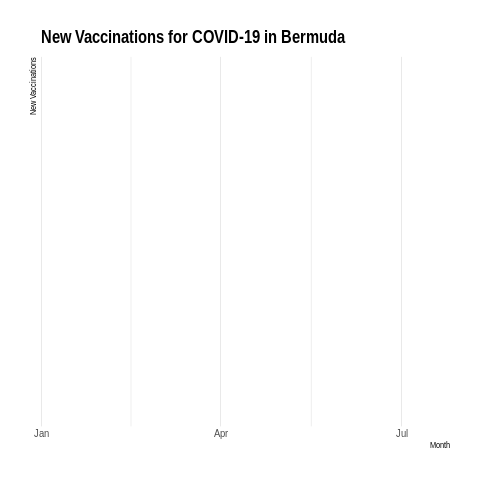 New Vaccinations for COVID-19 in Bermuda
New Vaccinations
Jan Apr Jul
Month